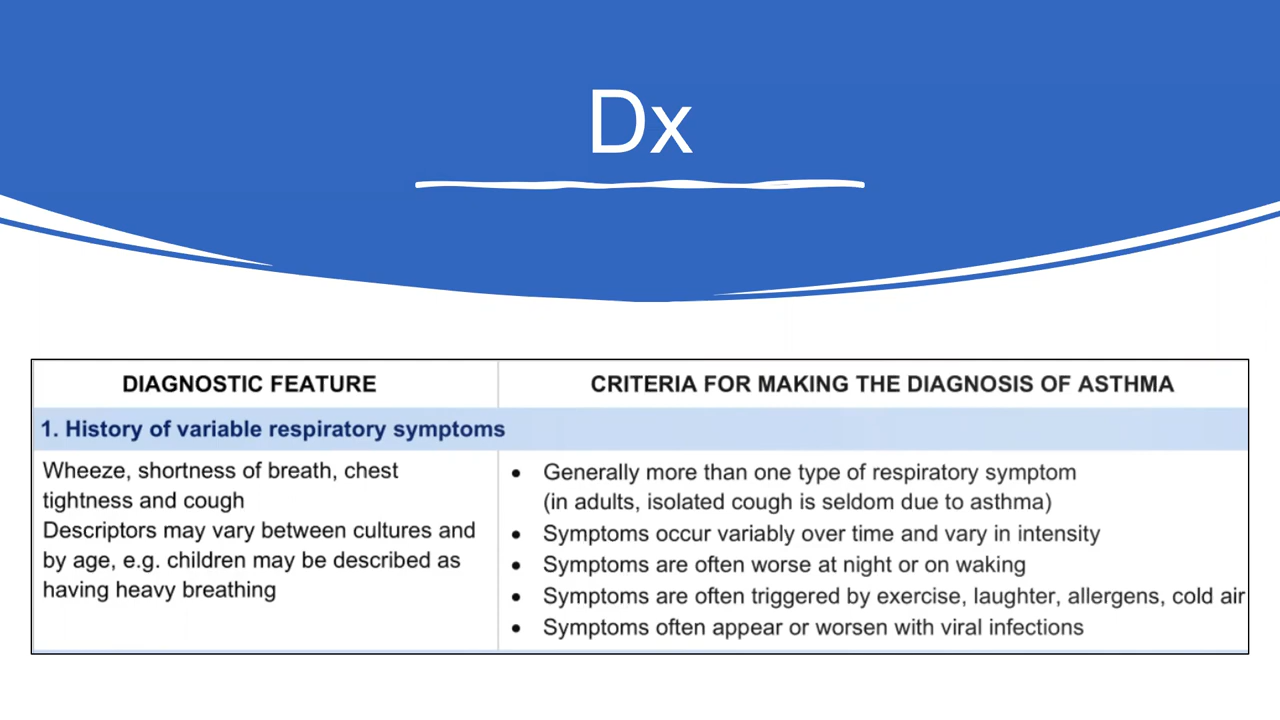 Dx
DIAGNOSTIC FEATURE
CRITERIA FOR MAKING THE DIAGNOSIS OF ASTHMA
1. History of variable respiratory symptoms
Wheeze, shortness of breath, chest
tightness and cough
Descriptors may vary between cultures and
by age, e.g. children may be described as
having heavy breathing
• Generally more than one type of respiratory symptom
(in adults, isolated cough is seldom due to asthma)
• Symptoms occur variably over time and vary in intensity
• Symptoms are often worse at night or on waking
• Symptoms are often triggered by exercise, laughter, allergens, cold air
• Symptoms often appear or worsen with viral infections